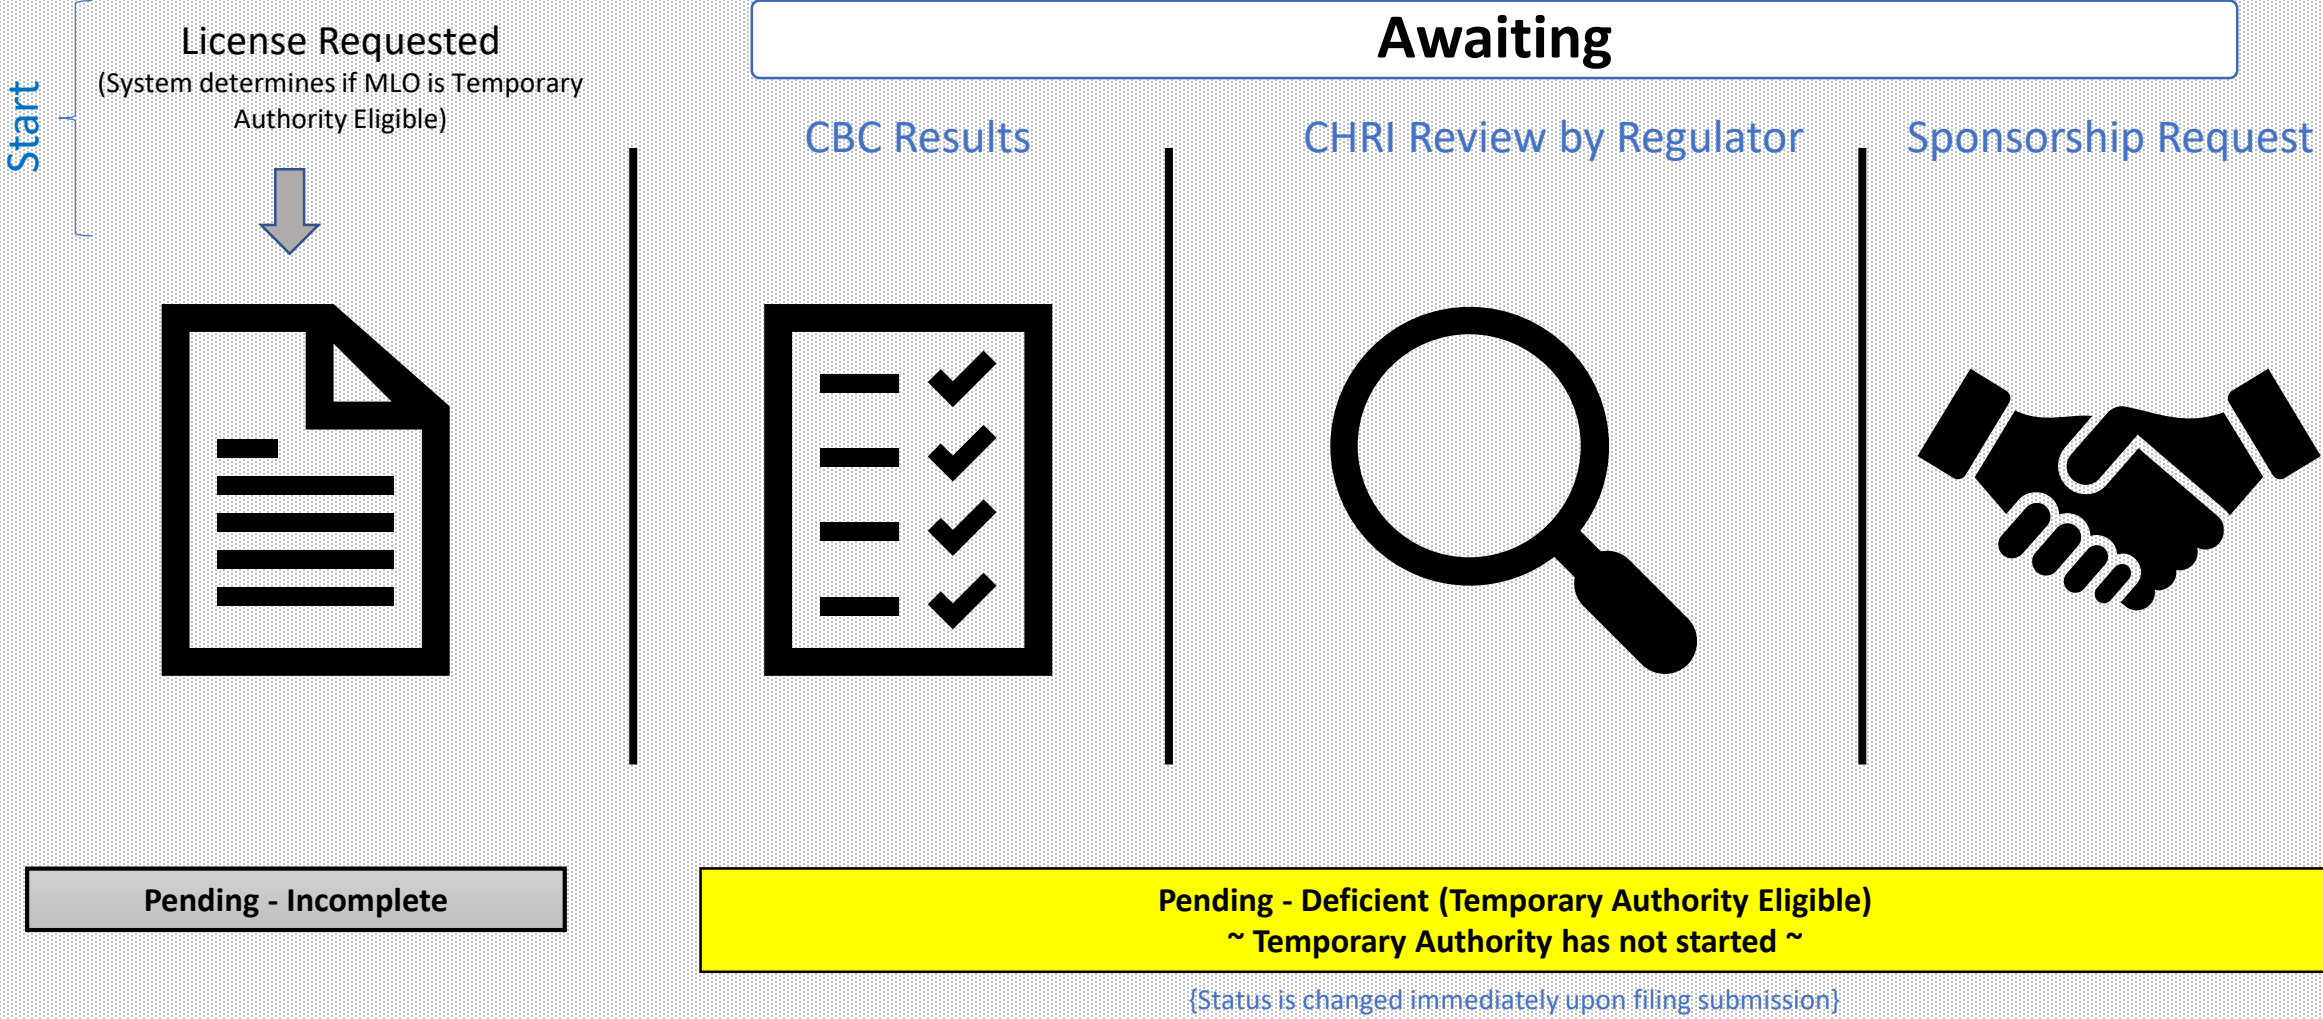 Start
License Requested
(System determines if MLO is Temporary
Authority Eligible)
Awaiting
CBC Results
CHRI Review by Regulator
Sponsorship Request
Pending - Incomplete
Pending - Deficient (Temporary Authority Eligible)
~ Temporary Authority has not started ~
{Status is changed immediately upon filing submission}